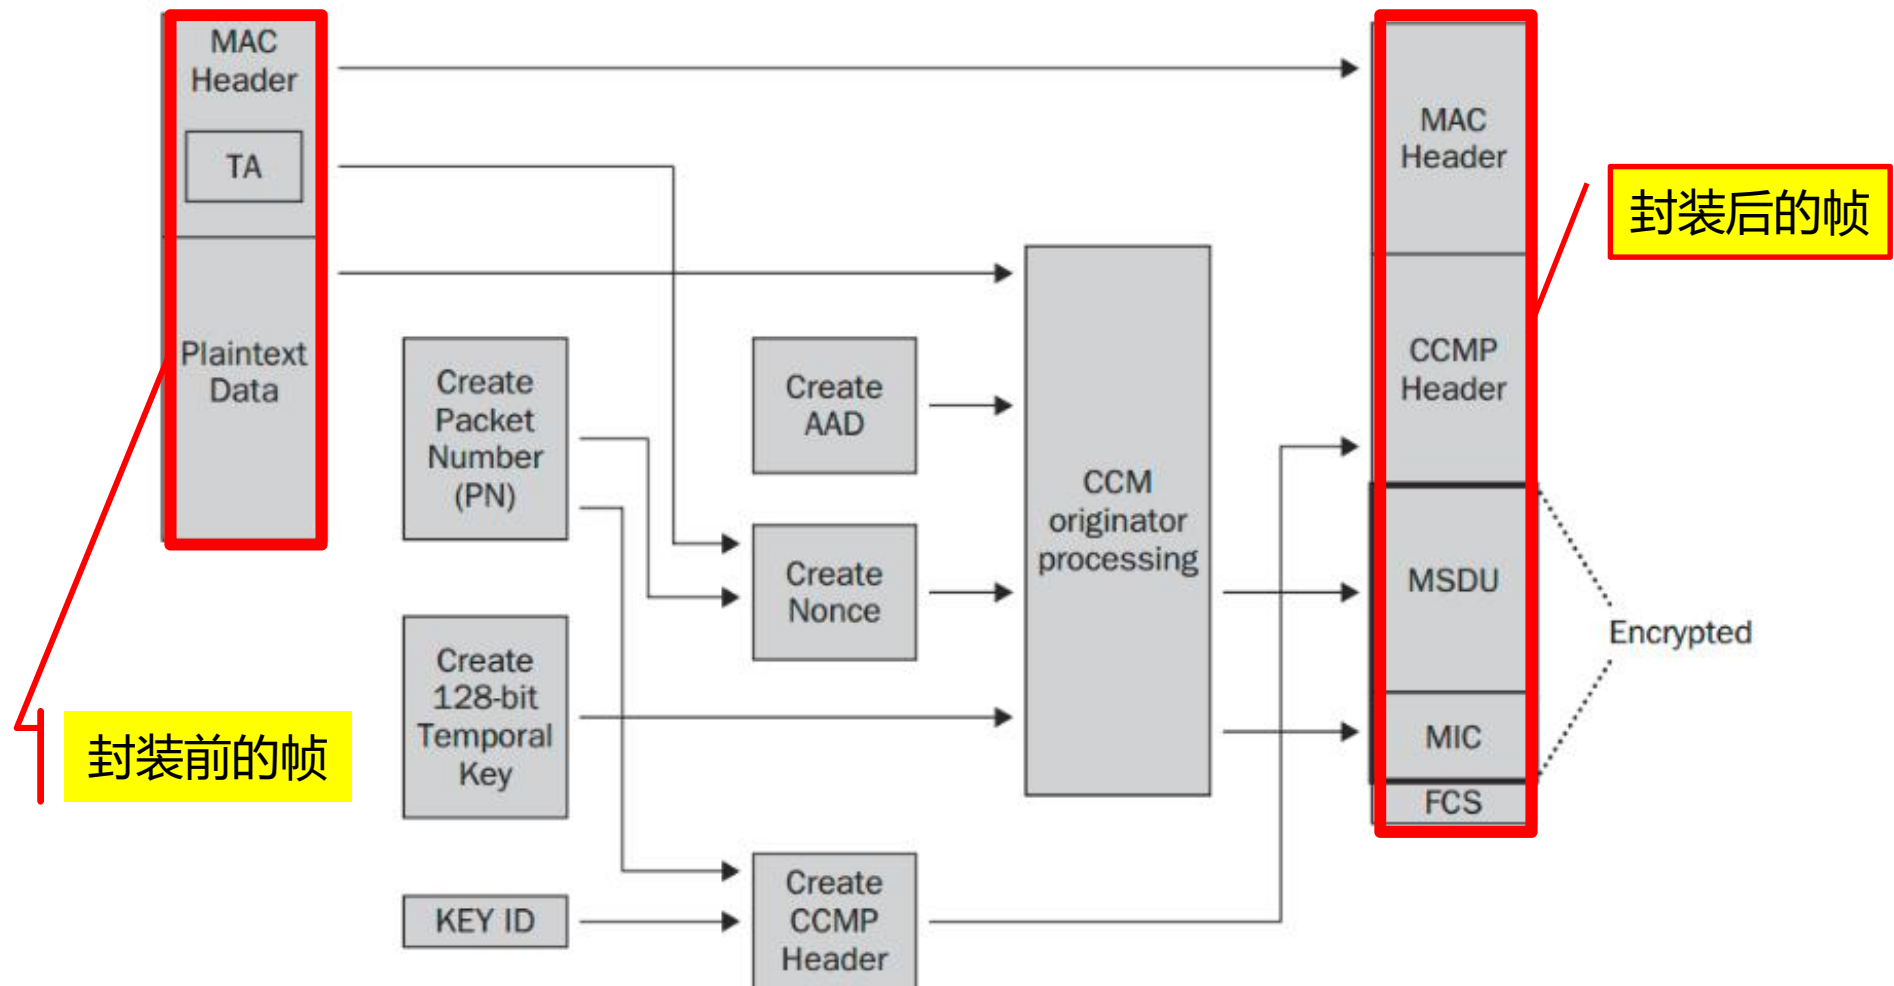 MAC
Header
TA
Plaintext
Data
封装前的帧
Create
Packet
Number
(PN)
Create
128-bit
Temporal
Key
KEY ID
Create
AAD
Create
Nonce
Create
CCMP
Header
CCM
originator
processing
MAC
Header
CCMP
Header
MSDU
MIC
FCS
封装后的帧
Encrypted